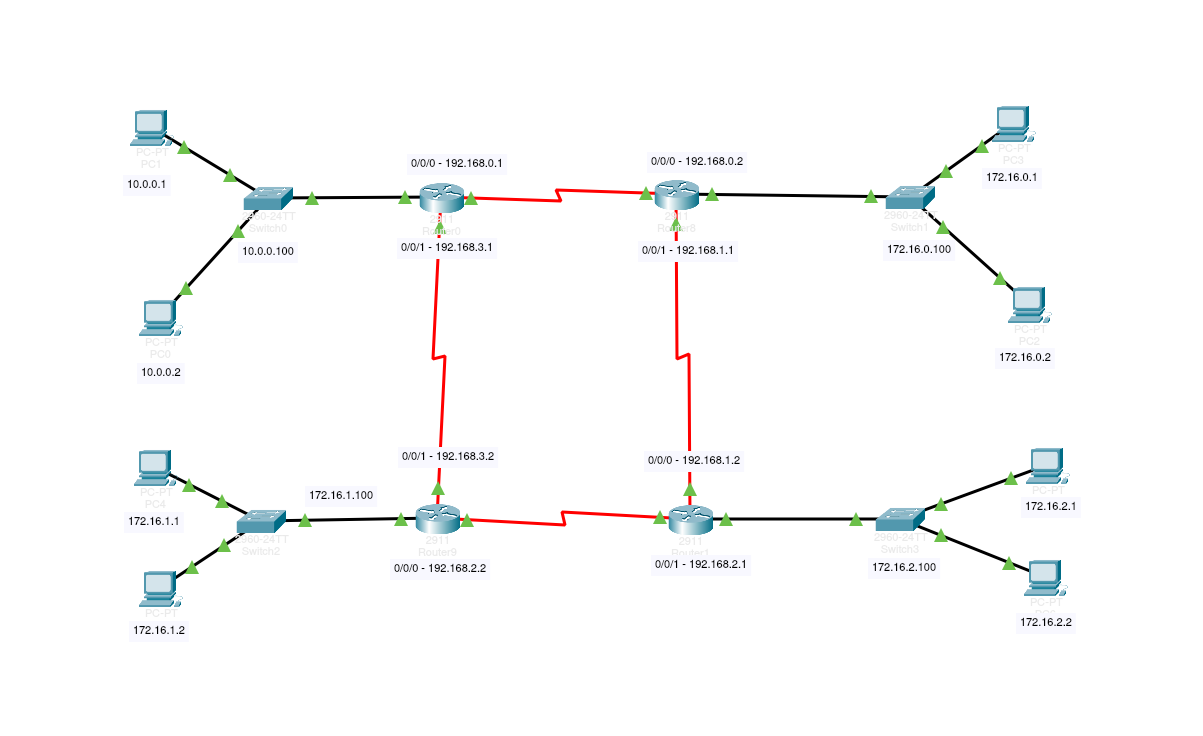 PC-PT
PC1
10.0.0.1
2960-24TT
Switch0
10.0.0.100
PC-PT
PC0
10.0.0.2
0/0/0 - 192.168.0.1
2911
Router0
0/0/1 - 192.168.3.1
0/0/0 - 192.168.0.2
2911
Router8
0/0/1 - 192.168.1.1
PC-PT
PC3
172.16.0.1
2960-24TT
Switch1
172.16.0.100
PC-PT
PC2
172.16.0.2
PC-PT
PC4
172.16.1.1
2960-24TT
Switch2
172.16.1.100
PC-PT
172.16.1.2
0/0/1 - 192.168.3.2
2911
Router9
0/0/0 - 192.168.2.2
0/0/0 - 192.168.1.2
2911
0/0/1 - 192.168.2.1
PC-PT
172.16.2.1
2960-24TT
Switch3
172.16.2.100
PC-PT
172.16.2.2